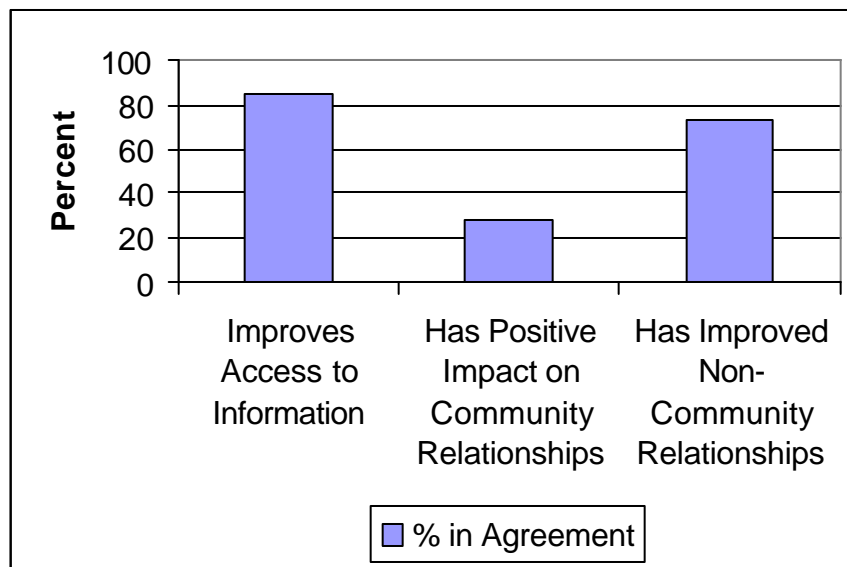 Percent
100
80
60
40
20
0
Improves
Access to
Information
Has Positive
Impact on
Community
Relationships
Has Improved
Non-
Community
Relationships
% in Agreement